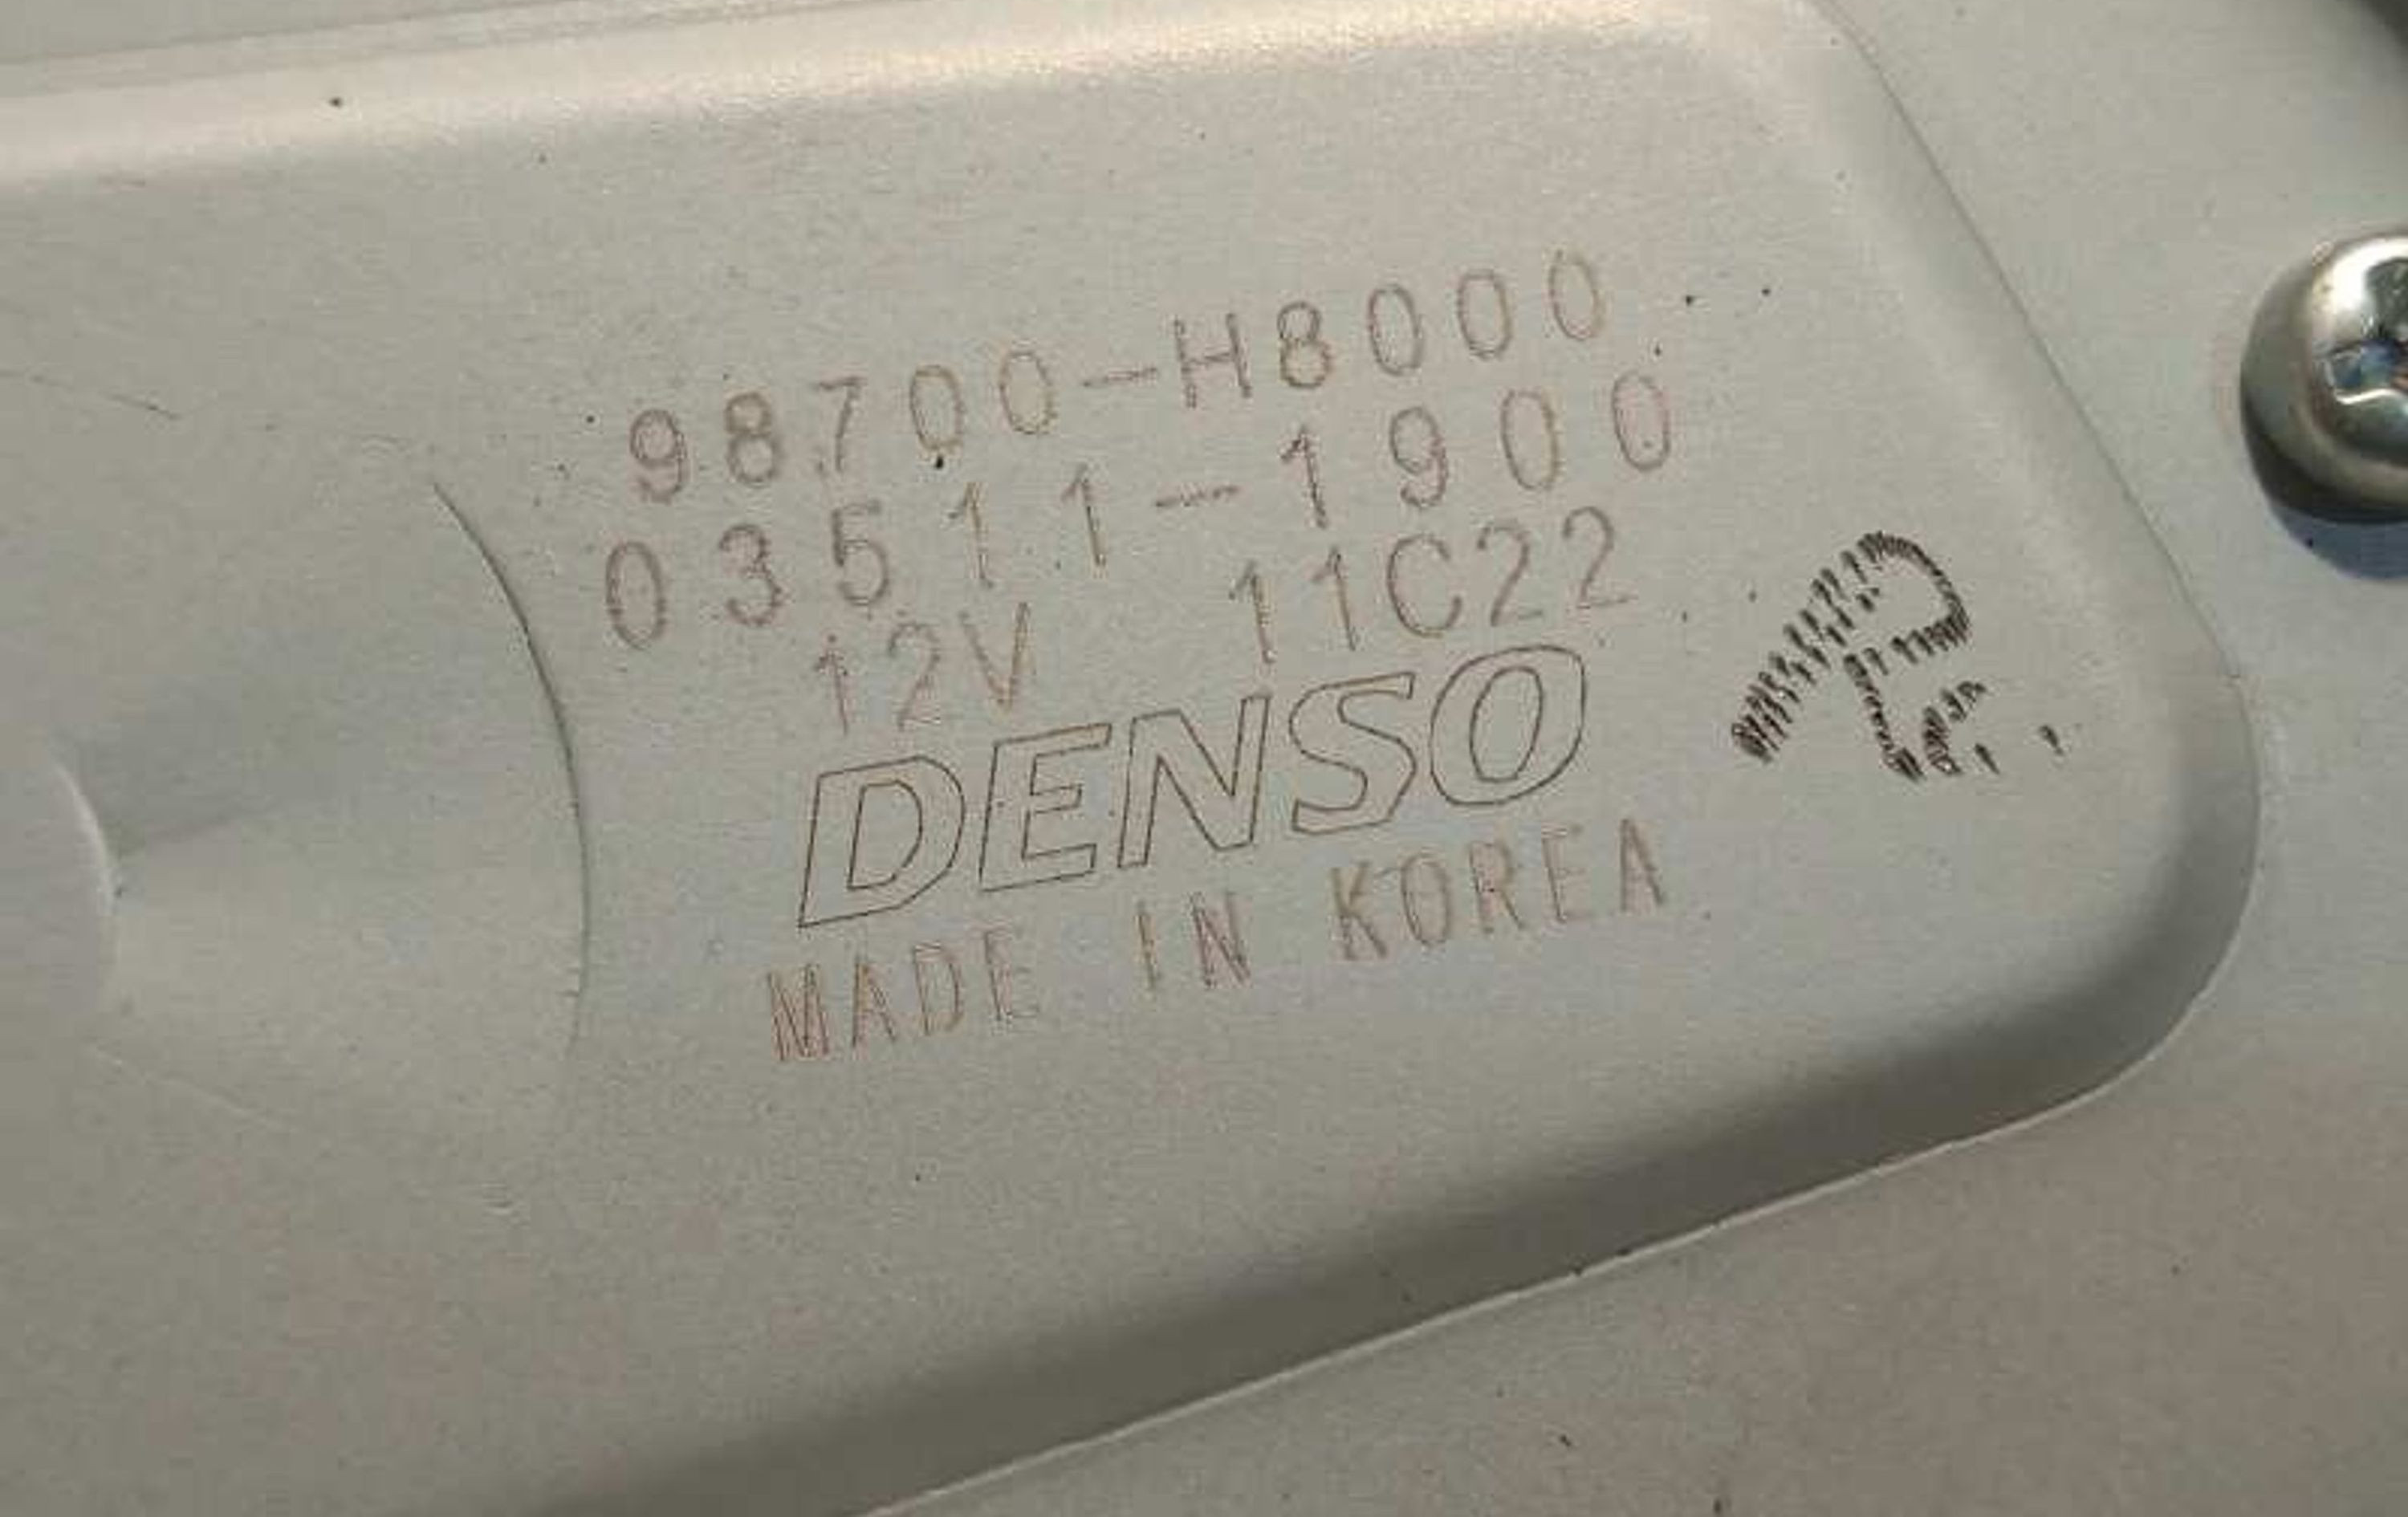 98700-H8000
03511-1900
12V 11C22
DENSO
MADE IN KOREA